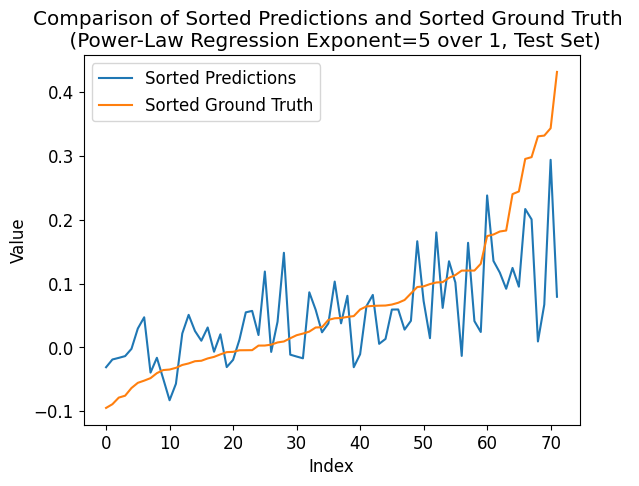 Comparison of Sorted Predictions and Sorted Ground Truth
(Power-Law Regression Exponent=5 over 1, Test Set)
Sorted Predictions
Sorted Ground Truth
0.4
0.3
0.2
0.1
0.0
−0.1
Value
0 10 20 30 40 50 60 70
Index